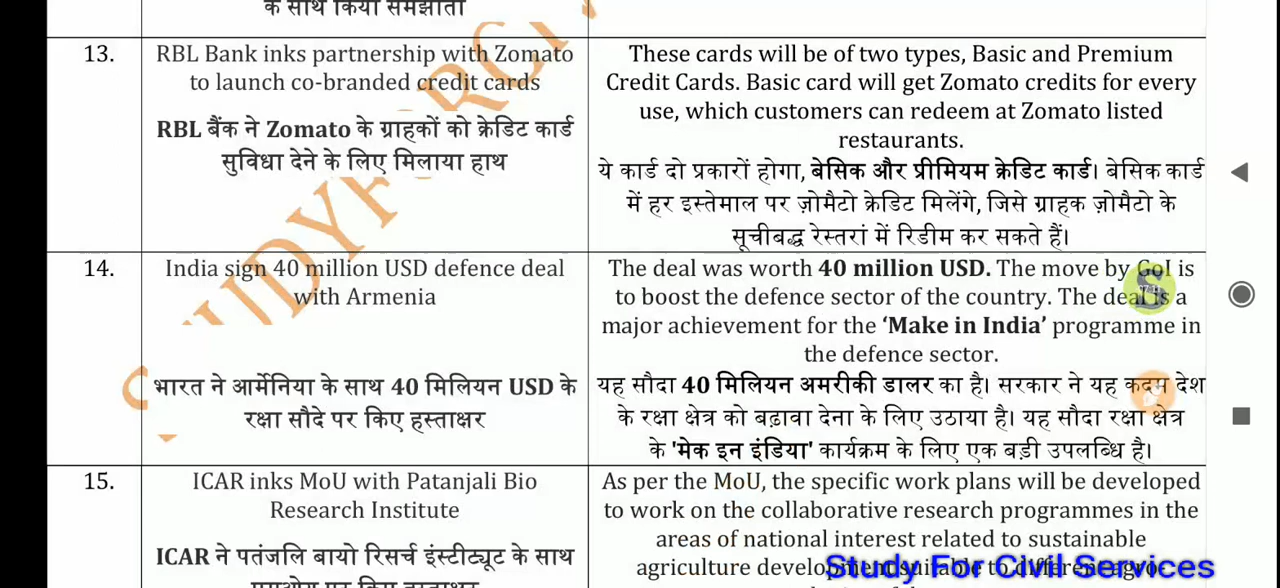 के साथ किया समझौता
13.
RBL Bank inks partnership with Zomato
to launch co-branded credit cards
RBL बैंक ने Zomato के ग्राहकों को क्रेडिट कार्ड
सुविधा देने के लिए मिलाया हाथ
These cards will be of two types, Basic and Premium
Credit Cards. Basic card will get Zomato credits for every
use, which customers can redeem at Zomato listed
restaurants.
ये कार्ड दो प्रकारों होगा, बेसिक और प्रीमियम क्रेडिट कार्ड। बेसिक कार्ड
में हर इस्तेमाल पर ज़ोमैटो क्रेडिट मिलेंगे, जिसे ग्राहक ज़ोमैटो के
सूचीबद्ध रेस्तरां में रिडीम कर सकते हैं।
14.
India sign 40 million USD defence deal
with Armenia
भारत ने आर्मेनिया के साथ 40 मिलियन USD के
रक्षा सौदे पर किए हस्ताक्षर
The deal was worth 40 million USD. The move by GoI is
to boost the defence sector of the country. The deal is a
major achievement for the ‘Make in India’ programme in
the defence sector.
यह सौदा 40 मिलियन अमरीकी डालर का है। सरकार ने यह कदम देश
के रक्षा क्षेत्र को बढ़ावा देना के लिए उठाया है। यह सौदा रक्षा क्षेत्र
के 'मेक इन इंडिया' कार्यक्रम के लिए एक बड़ी उपलब्धि है।
15.
ICAR inks MoU with Patanjali Bio
Research Institute
ICAR ने पतंजलि बायो रिसर्च इंस्टीट्यूट के साथ
As per the MoU, the specific work plans will be developed
to work on the collaborative research programmes in the
areas of national interest related to sustainable
agriculture development suitable to different agro
Study For Civil Services